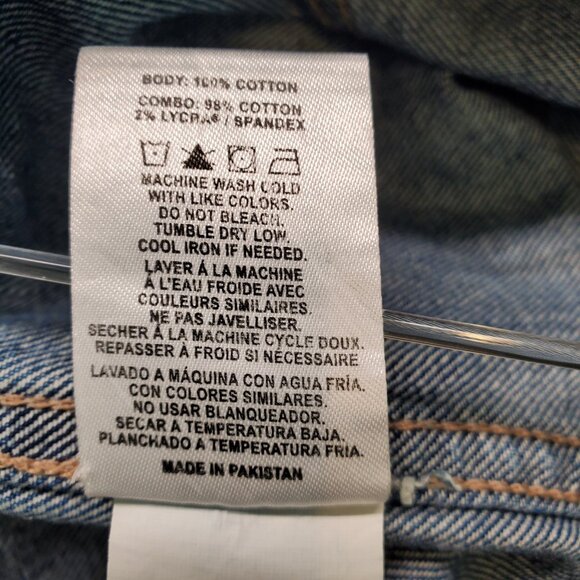 BODY: 100% COTTON
COMBO: 98% COTTON
2% LYCRA® / SPANDEX
MACHINE WASH COLD
WITH LIKE COLORS.
DO NOT BLEACH.
TUMBLE DRY LOW.
COOL IRON IF NEEDED.
LAVER Á LA MACHINE
Á L'EAU FROIDE AVEC
COULEURS SIMILAIRES.
NE PAS JAVELLISER.
SECHER Á LA MACHINE CYCLE DOUX.
REPASSER Á FROID SI NÉCESSAIRE
LAVADO A MÁQUINA CON AGUA FRÍA.
CON COLORES SIMILARES.
NO USAR BLANQUEADOR.
SECAR A TEMPERATURA BAJA.
PLANCHADO A TEMPERATURA FRÍA.
MADE IN PAKISTAN